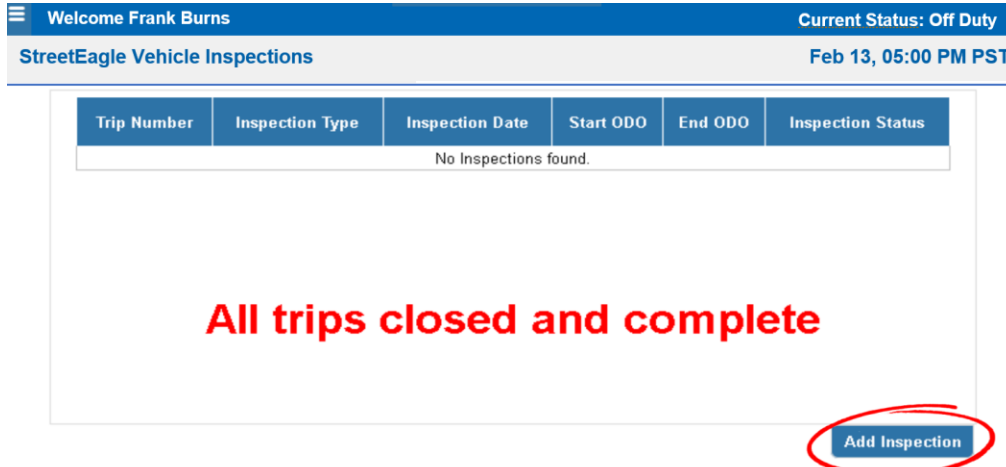 Welcome Frank Burns
Current Status: Off Duty
StreetEagle Vehicle Inspections
Feb 13, 05:00 PM PST
Trip Number Inspection Type Inspection Date Start ODO End ODO Inspection Status
No Inspections found.
All trips closed and complete
Add Inspection